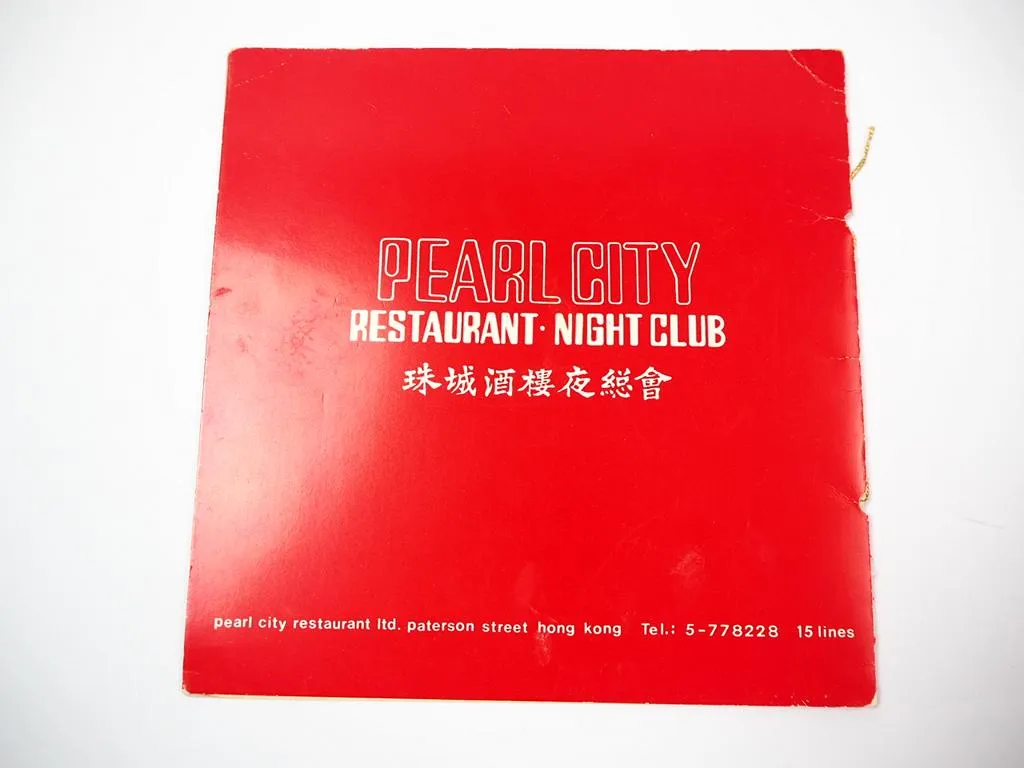 PEARL CITY
RESTAURANT · NIGHT CLUB
珠城酒樓夜總會
pearl city restaurant ltd. paterson street hong kong Tel.: 5-778228 15 lines